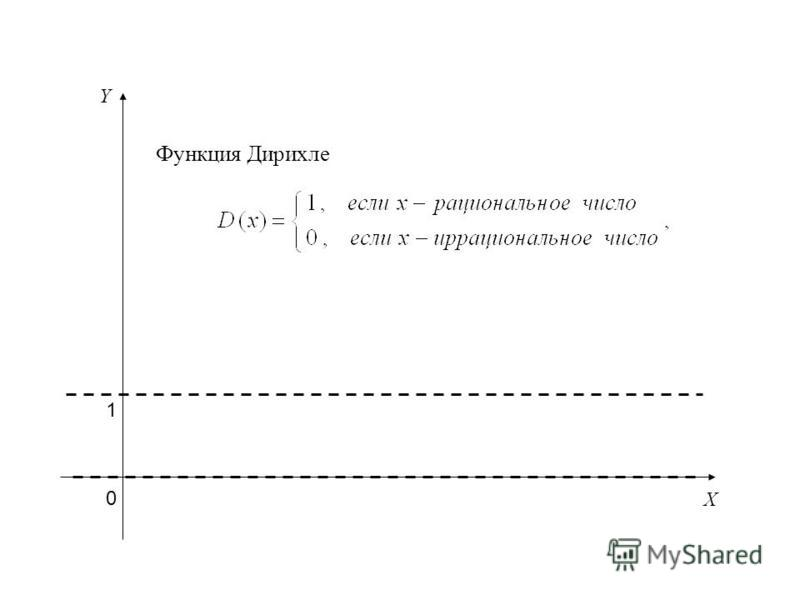 Y
Функция Дирихле
D(x) = { 1, если x – рациональное число
0, если x – иррациональное число ,
1
0
X
MyShared